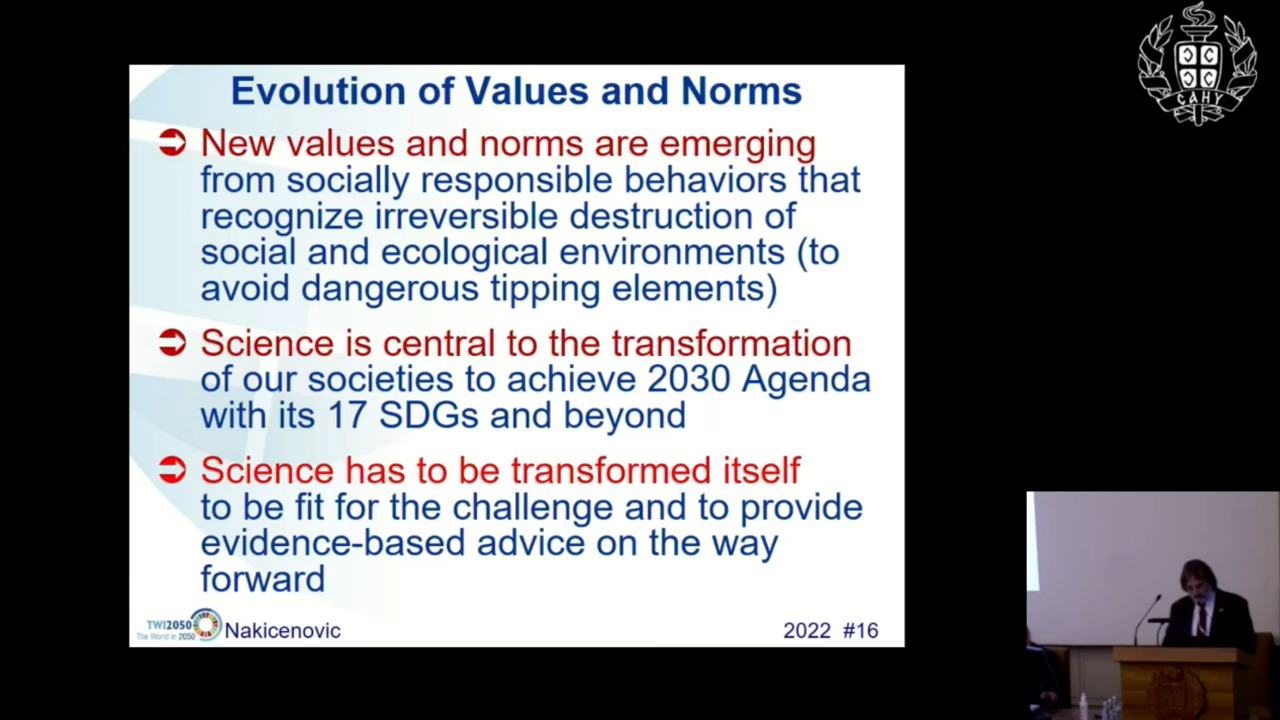 Evolution of Values and Norms
New values and norms are emerging
from socially responsible behaviors that
recognize irreversible destruction of
social and ecological environments (to
avoid dangerous tipping elements)
Science is central to the transformation
of our societies to achieve 2030 Agenda
with its 17 SDGs and beyond
Science has to be transformed itself
to be fit for the challenge and to provide
evidence-based advice on the way
forward
TWI2050
The World in 2050
Nakicenovic
2022 #16
САНУ